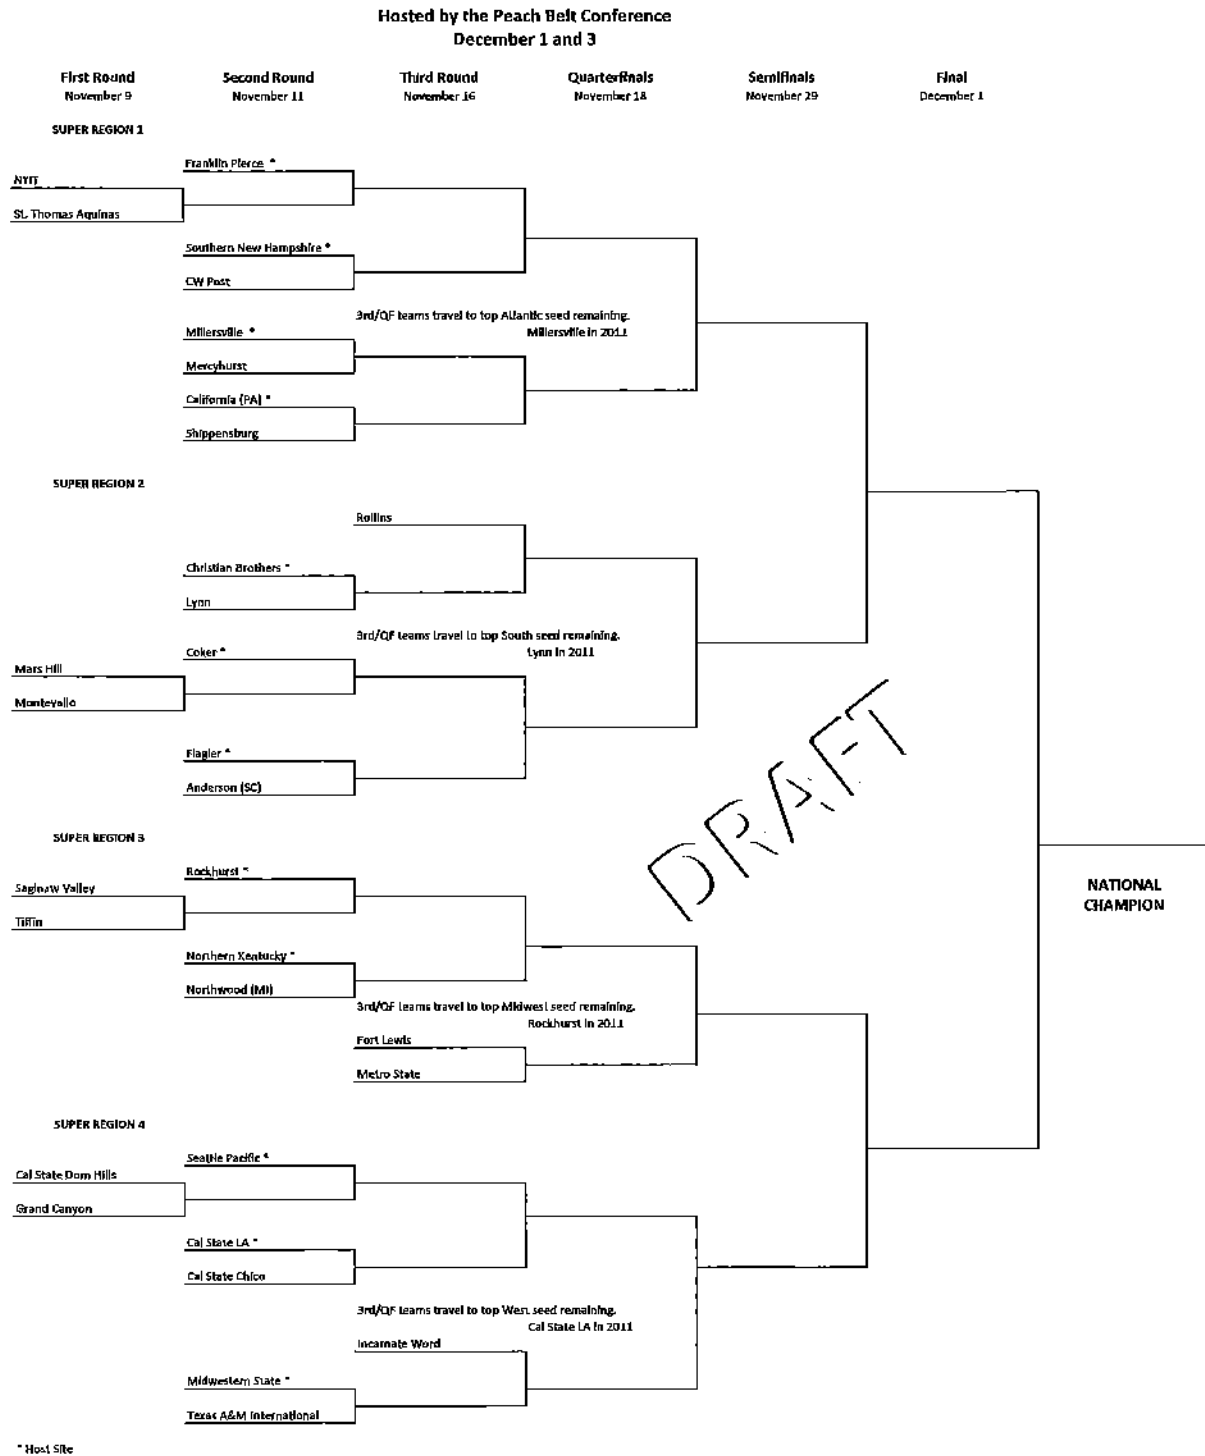 Hosted by the Peach Belt Conference
December 1 and 3
First Round
Second Round
Third Round
Quarterfinals
Semifinals
Final
November 9
November 11
November 16
November 18
November 29
December 1
SUPER REGION 1
Franklin Pierce *
NYIT
St. Thomas Aquinas
Southern New Hampshire *
CW Post
3rd/QF teams travel to top Atlantic seed remaining.
Millersville in 2011
Millersville *
Mercyhurst
California (PA) *
Shippensburg
SUPER REGION 2
Rollins
Christian Brothers *
Lynn
3rd/QF teams travel to top South seed remaining.
Lynn in 2011
Coker *
Mars Hill
Montevallo
Flagler *
Anderson (SC)
DRAFT
SUPER REGION 3
Rockhurst *
Saginaw Valley
Tiffin
NATIONAL
CHAMPION
Northern Kentucky *
Northwood (MI)
3rd/QF teams travel to top Midwest seed remaining.
Rockhurst in 2011
Fort Lewis
Metro State
SUPER REGION 4
Seattle Pacific *
Cal State Dom Hills
Grand Canyon
Cal State LA *
Cal State Chico
3rd/QF teams travel to top West seed remaining.
Cal State LA in 2011
Incarnate Word
Midwestern State *
Texas A&M International
* Host Site